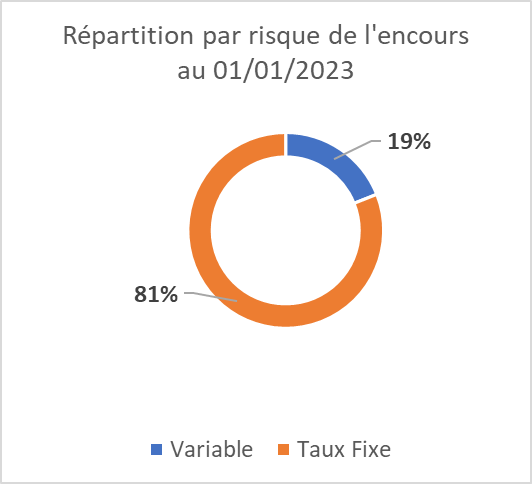 Répartition par risque de l'encours
au 01/01/2023
19%
81%
Variable
Taux Fixe